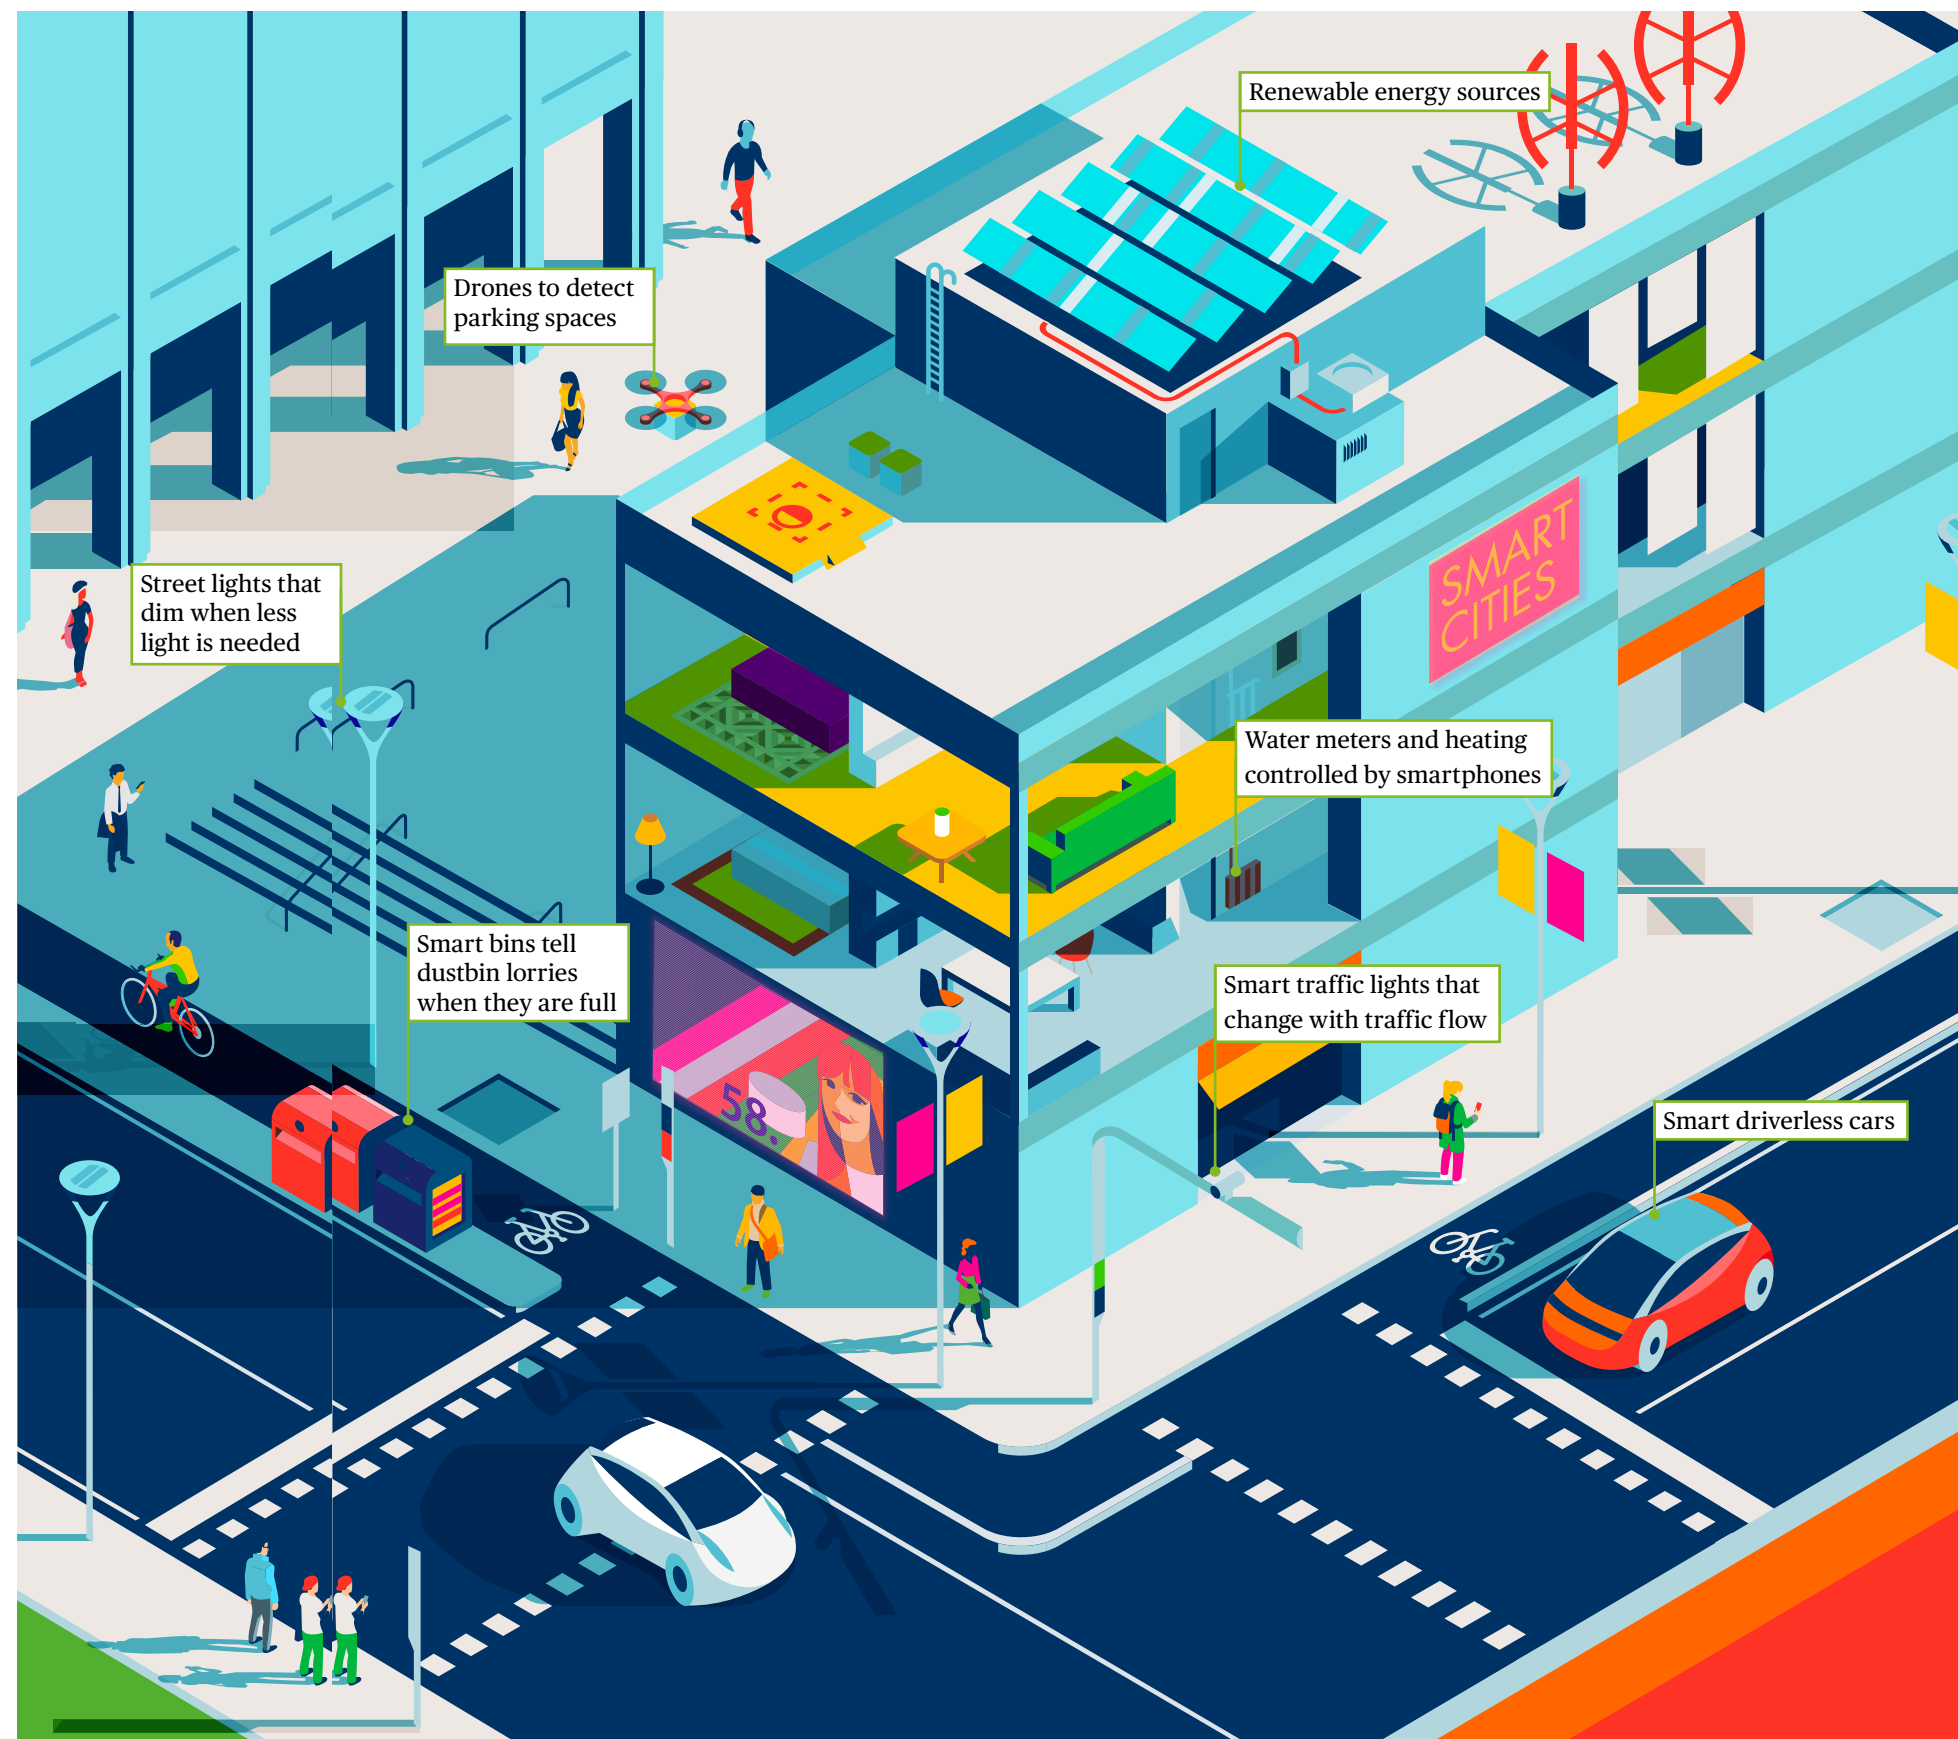 Renewable energy sources
Drones to detect
parking spaces
SMART
CITIES
Street lights that
dim when less
light is needed
Water meters and heating
controlled by smartphones
Smart bins tell
dustbin lorries
when they are full
Smart traffic lights that
change with traffic flow
58.
Smart driverless cars